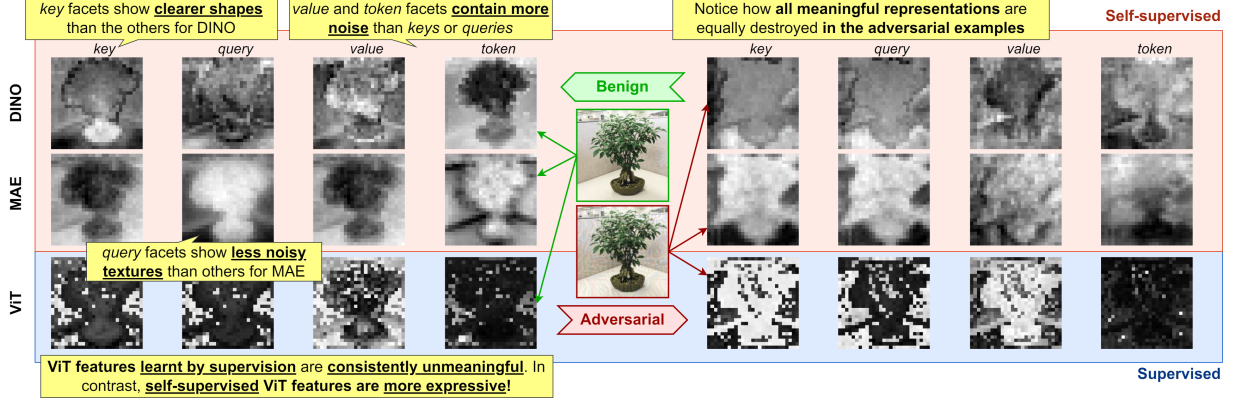 key facets show clearer shapes
than the others for DINO
value and token facets contain more
noise than keys or queries
Notice how all meaningful representations are
equally destroyed in the adversarial examples
Self-supervised
key
query
value
token
key
query
value
token
DINO
Benign
MAE
query facets show less noisy
textures than others for MAE
ViT
Adversarial
ViT features learnt by supervision are consistently unmeaningful. In
contrast, self-supervised ViT features are more expressive!
Supervised